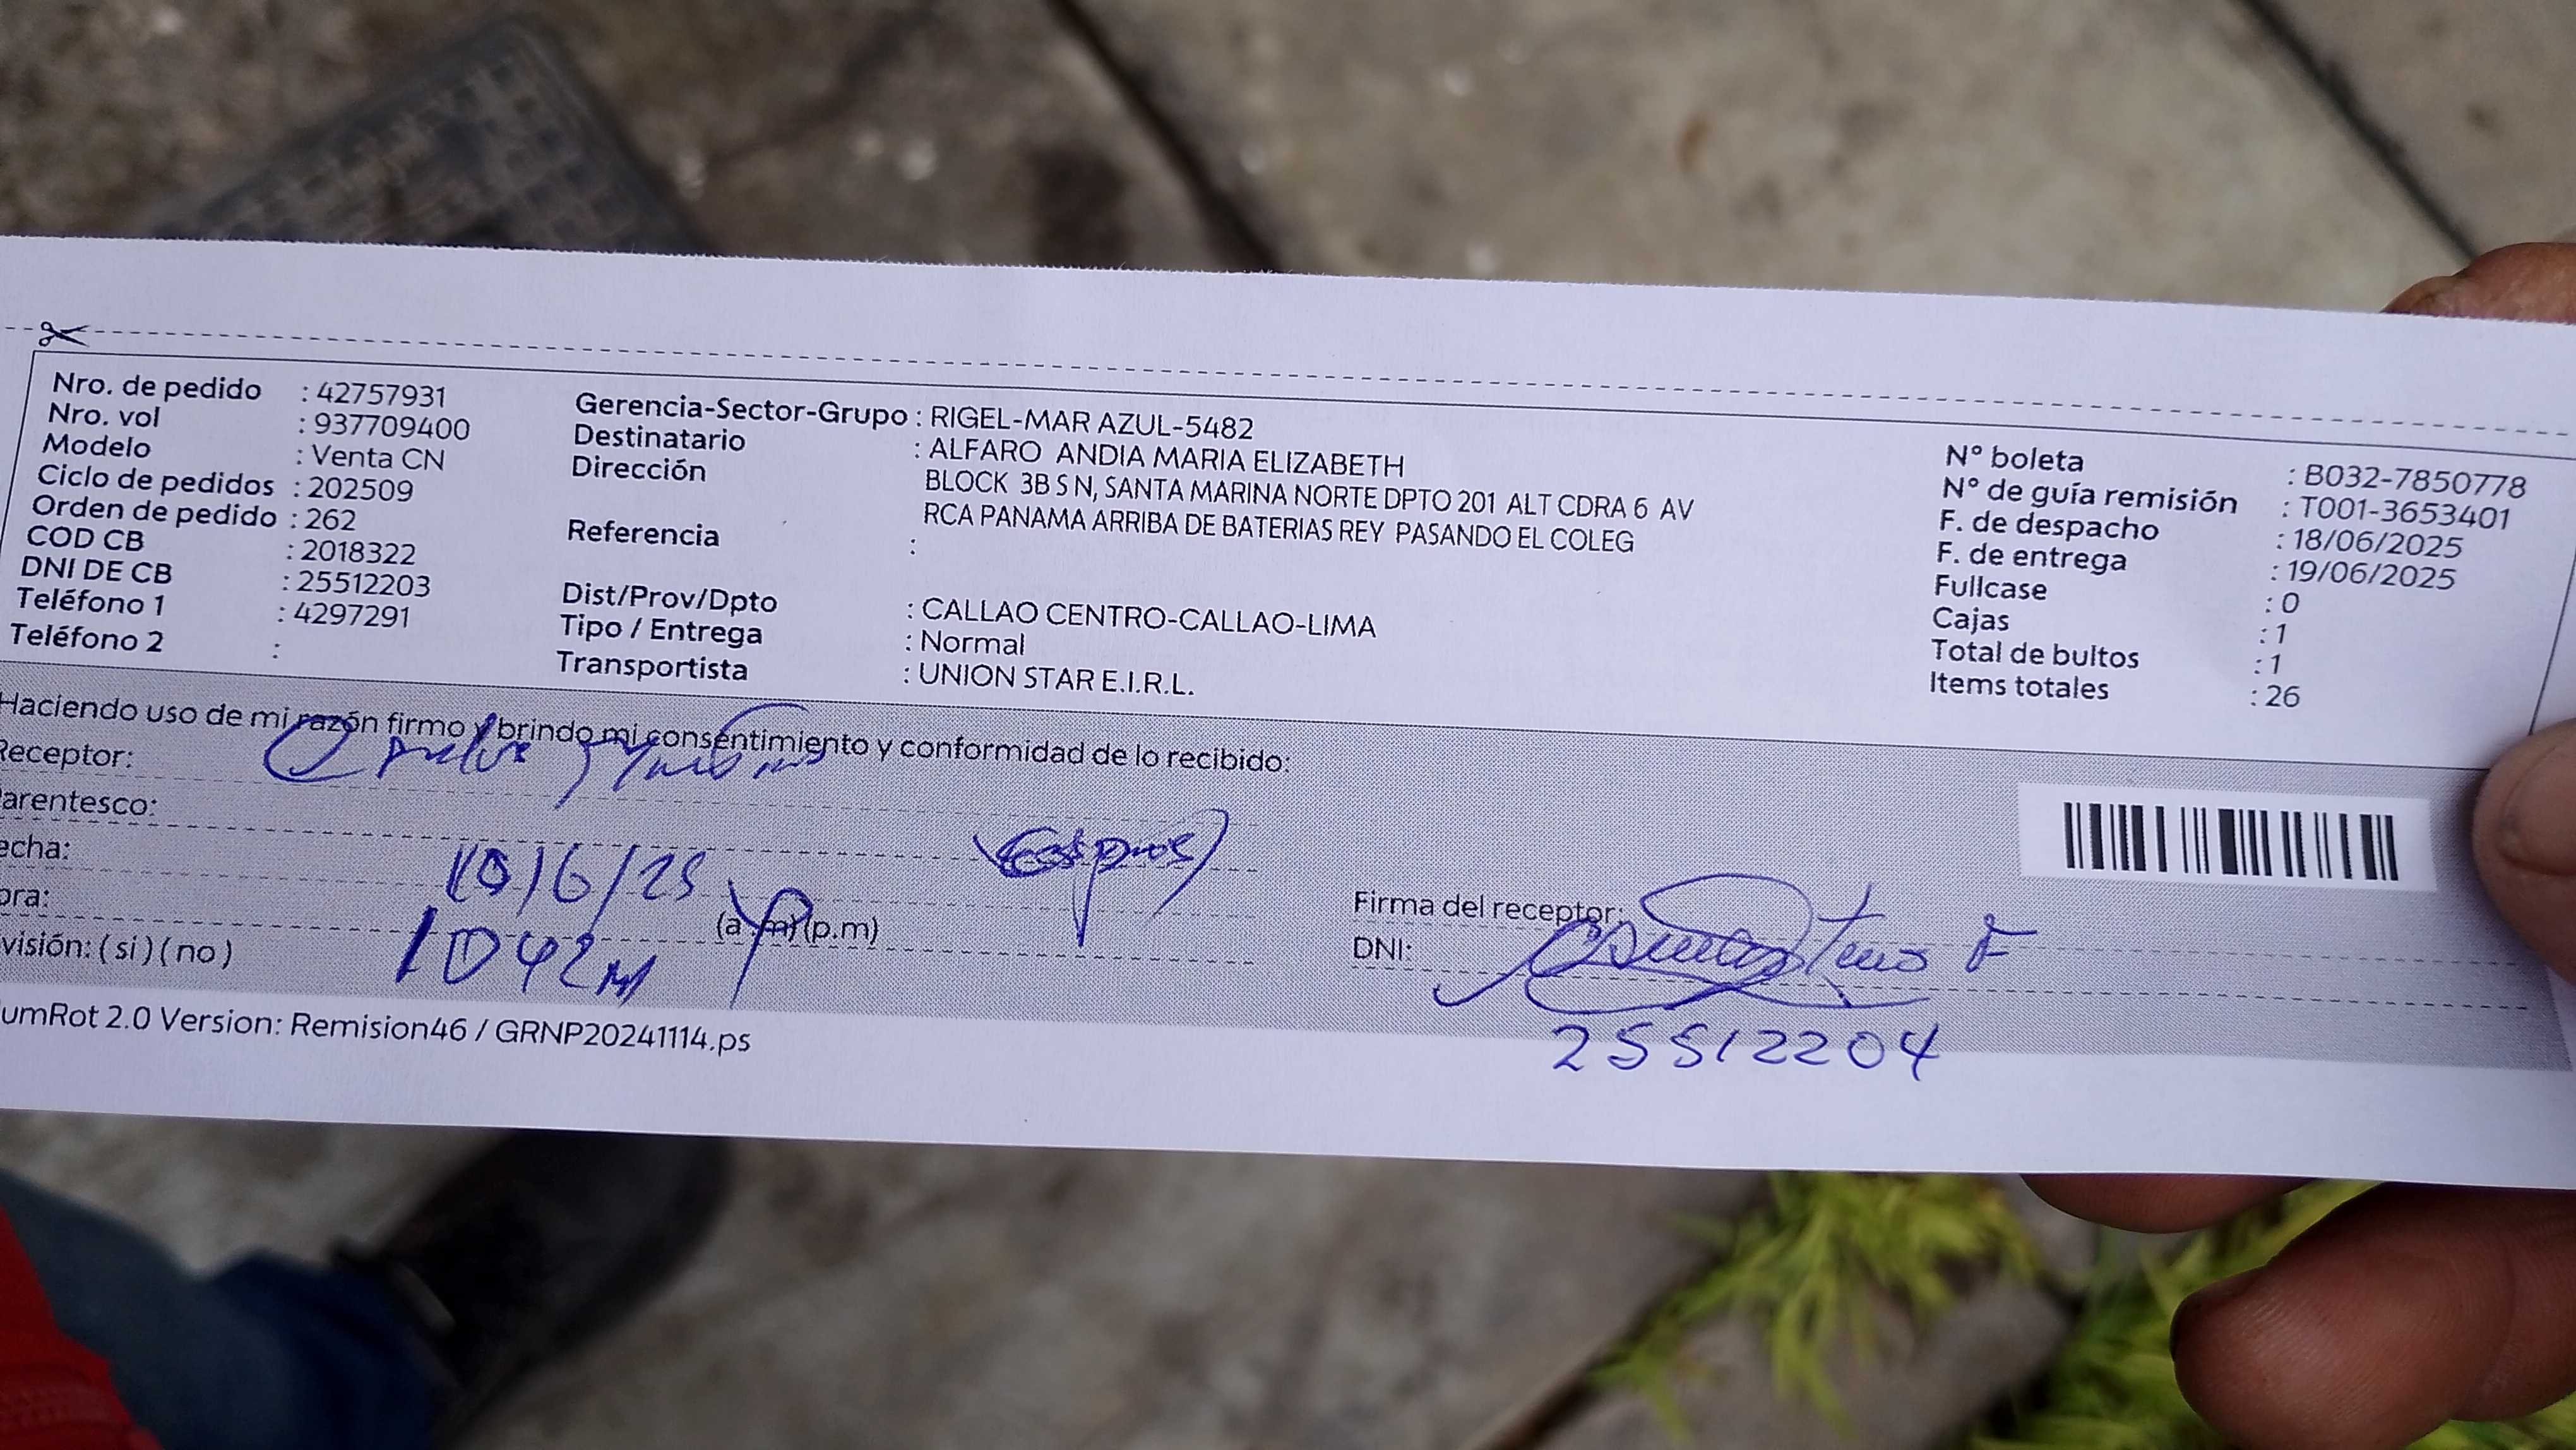 Nro. de pedido : 42757931
Nro. vol : 937709400
Modelo : Venta CN
Ciclo de pedidos : 202509
Orden de pedido : 262
COD CB : 2018322
DNI DE CB : 25512203
Teléfono 1 : 4297291
Teléfono 2 :
Gerencia-Sector-Grupo : RIGEL-MAR AZUL-5482
Destinatario : ALFARO ANDIA MARIA ELIZABETH
Dirección BLOCK 3B S N, SANTA MARINA NORTE DPTO 201 ALT CDRA 6 AV
RCA PANAMA ARRIBA DE BATERIAS REY PASANDO EL COLEG
Referencia :
Dist/Prov/Dpto : CALLAO CENTRO-CALLAO-LIMA
Tipo / Entrega : Normal
Transportista : UNION STAR E.I.R.L.
N° boleta : B032-7850778
N° de guía remisión : T001-3653401
F. de despacho : 18/06/2025
F. de entrega : 19/06/2025
Fullcase : 0
Cajas : 1
Total de bultos : 1
Items totales : 26
Haciendo uso de mi razón firmo y brindo mi consentimiento y conformidad de lo recibido:
Receptor:
arentesco:
echa: /6/25
ora: (a.m)(p.m)
visión: ( si ) ( no )
Firma del receptor:
DNI:
25512204
umRot 2.0 Version: Remision46 / GRNP20241114.ps